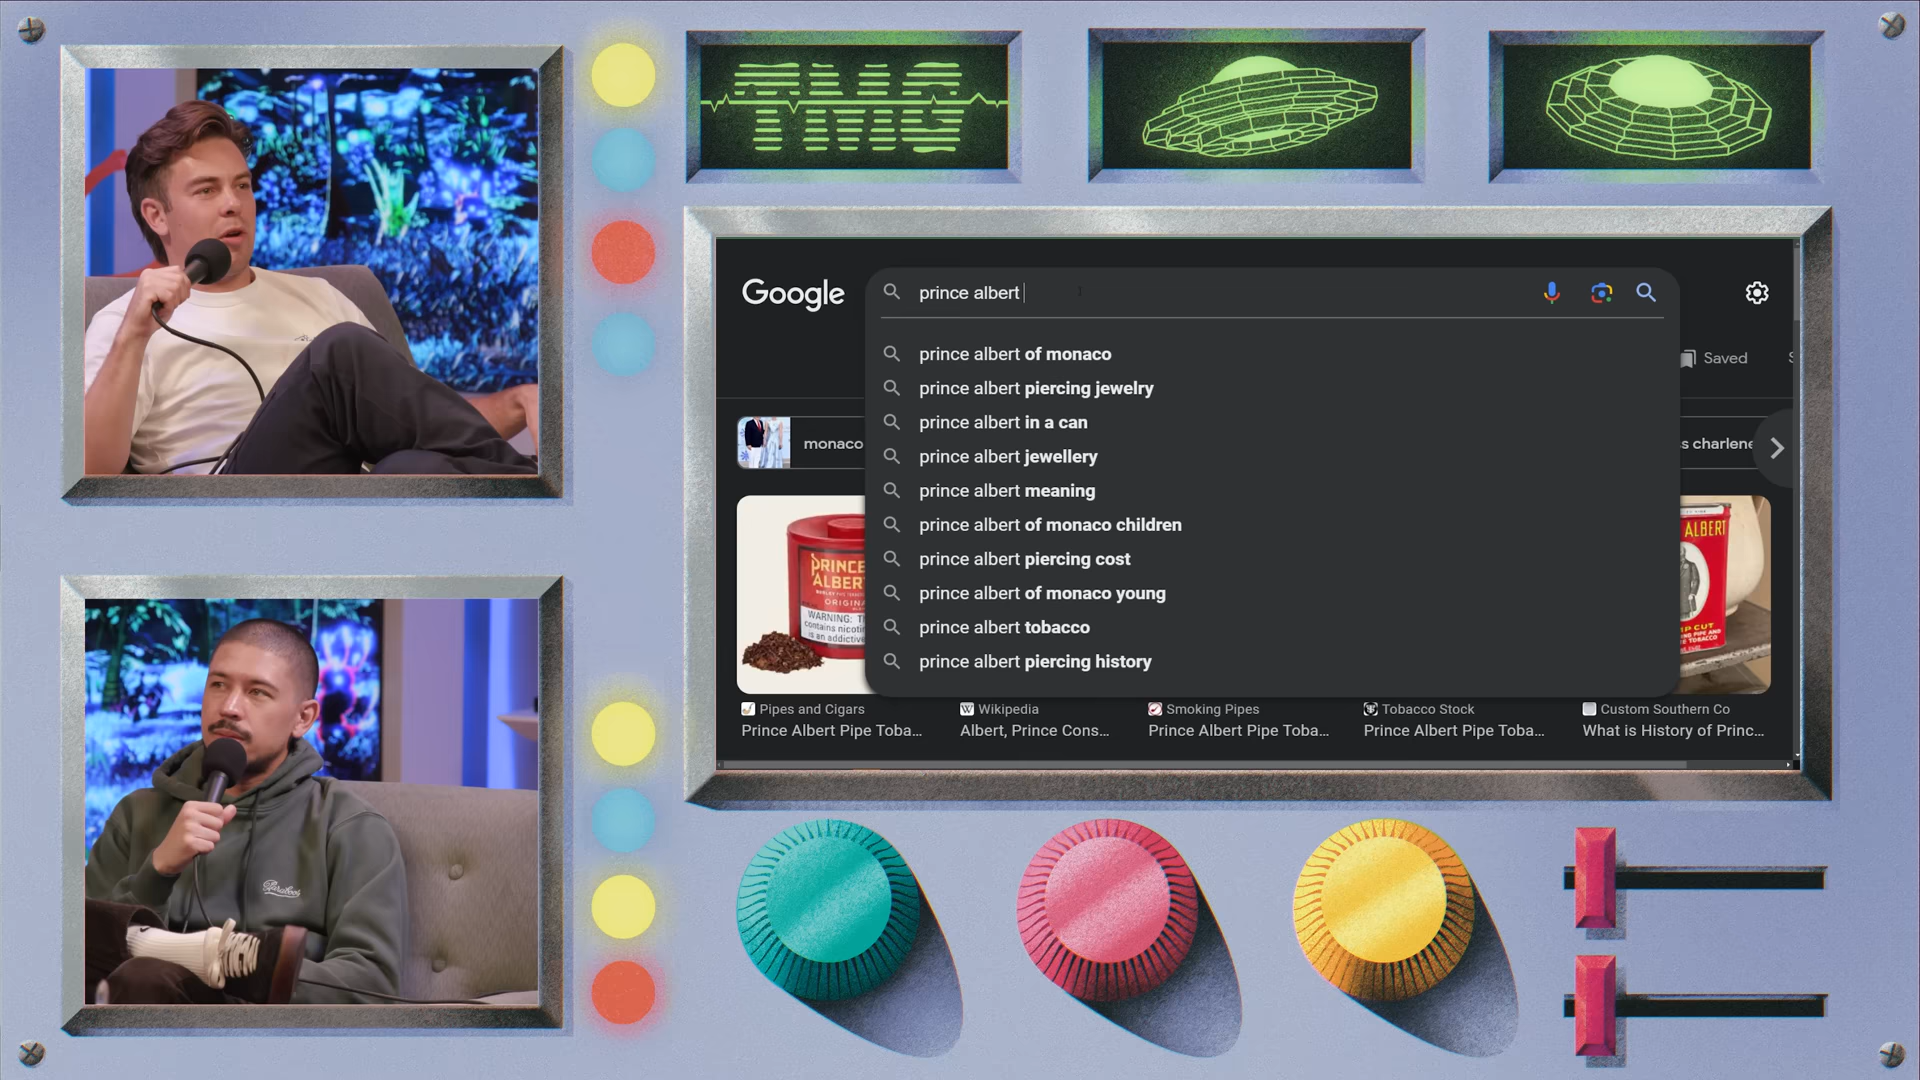 TMG
Google
prince albert
prince albert of monaco
prince albert piercing jewelry
prince albert in a can
prince albert jewellery
prince albert meaning
prince albert of monaco children
prince albert piercing cost
prince albert of monaco young
prince albert tobacco
prince albert piercing history
Saved
monaco
s charlene
PRINCE
ALBERT
ORIGINA
WARNING: T
contains nicoti
is an addictive
ALBERT
Pipes and Cigars
Prince Albert Pipe Toba...
Wikipedia
Albert, Prince Cons...
Smoking Pipes
Prince Albert Pipe Toba...
Tobacco Stock
Prince Albert Pipe Toba...
Custom Southern Co
What is History of Princ...